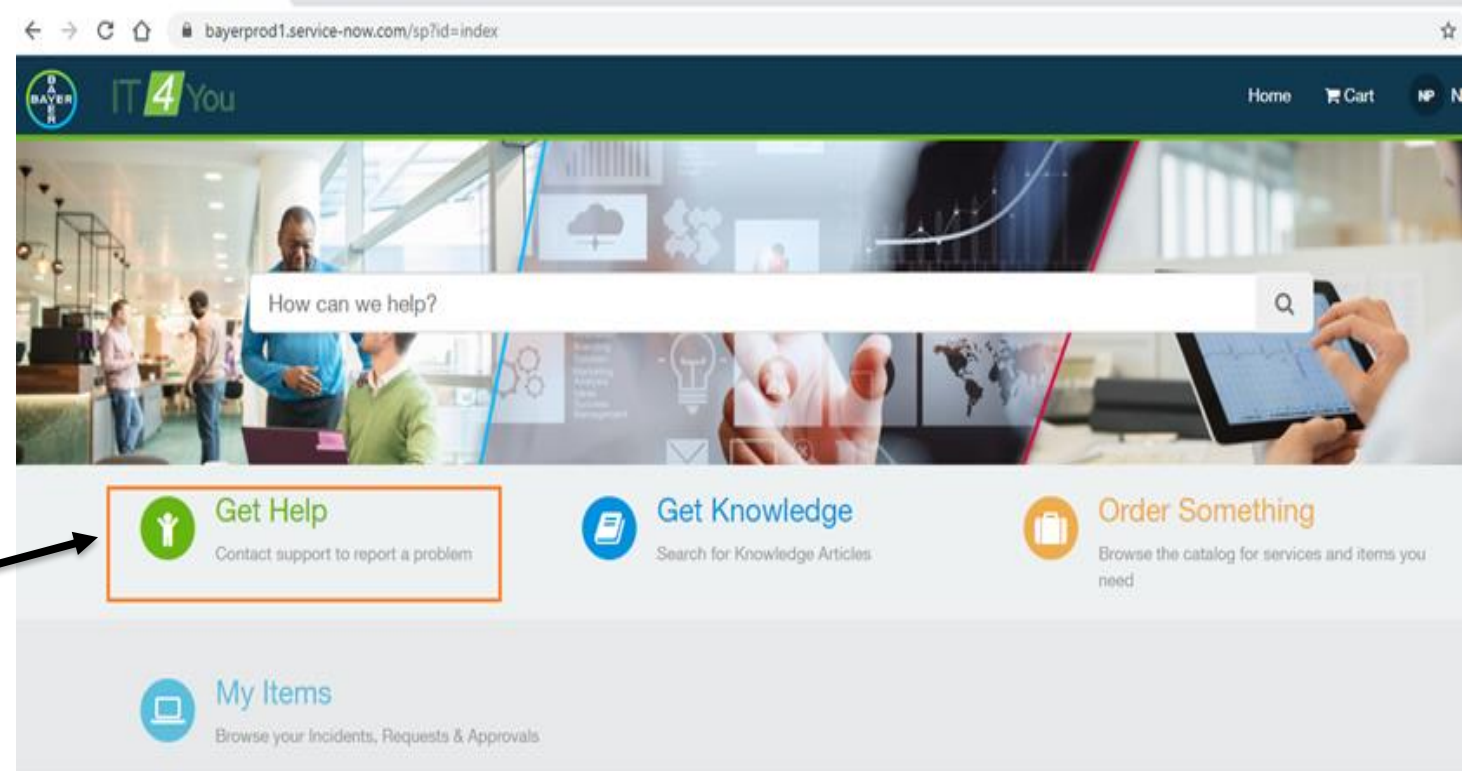 bayerprod1.service-now.com/sp?id=index
BAYER
BAYER
IT 4 You
Home
Cart
NP N
How can we help?
Get Help
Contact support to report a problem
Get Knowledge
Search for Knowledge Articles
Order Something
Browse the catalog for services and items you
need
My Items
Browse your Incidents, Requests & Approvals